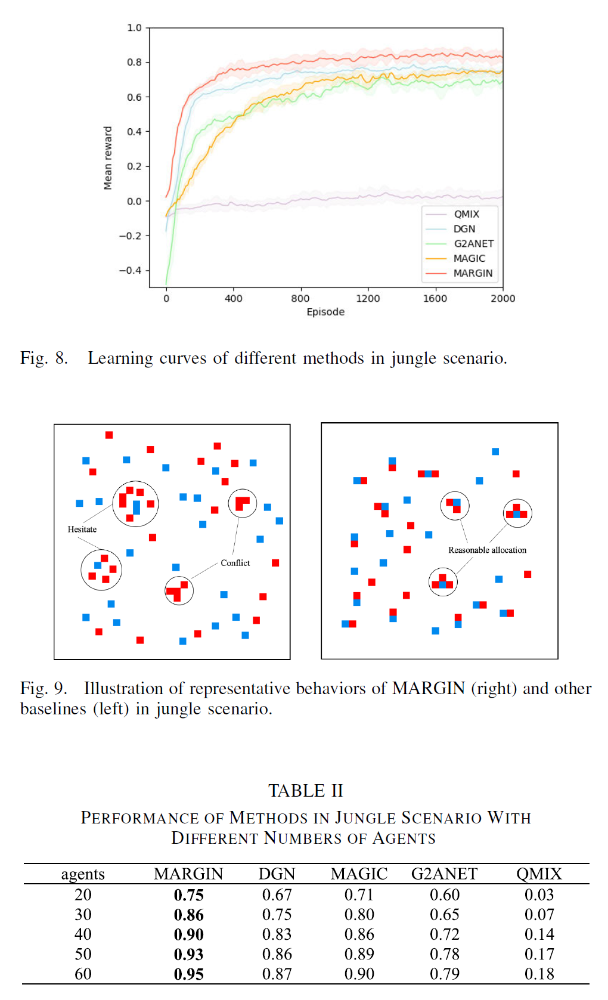 1.0
0.8
0.6
0.4
0.2
0.0
−0.2
−0.4
Mean reward
0 400 800 1200 1600 2000
Episode
QMIX
DGN
G2ANET
MAGIC
MARGIN
Fig. 8. Learning curves of different methods in jungle scenario.
Hesitate
Conflict
Reasonable allocation
Fig. 9. Illustration of representative behaviors of MARGIN (right) and other
baselines (left) in jungle scenario.
TABLE II
PERFORMANCE OF METHODS IN JUNGLE SCENARIO WITH
DIFFERENT NUMBERS OF AGENTS
agents MARGIN DGN MAGIC G2ANET QMIX
20 0.75 0.67 0.71 0.60 0.03
30 0.86 0.75 0.80 0.65 0.07
40 0.90 0.83 0.86 0.72 0.14
50 0.93 0.86 0.89 0.78 0.17
60 0.95 0.87 0.90 0.79 0.18